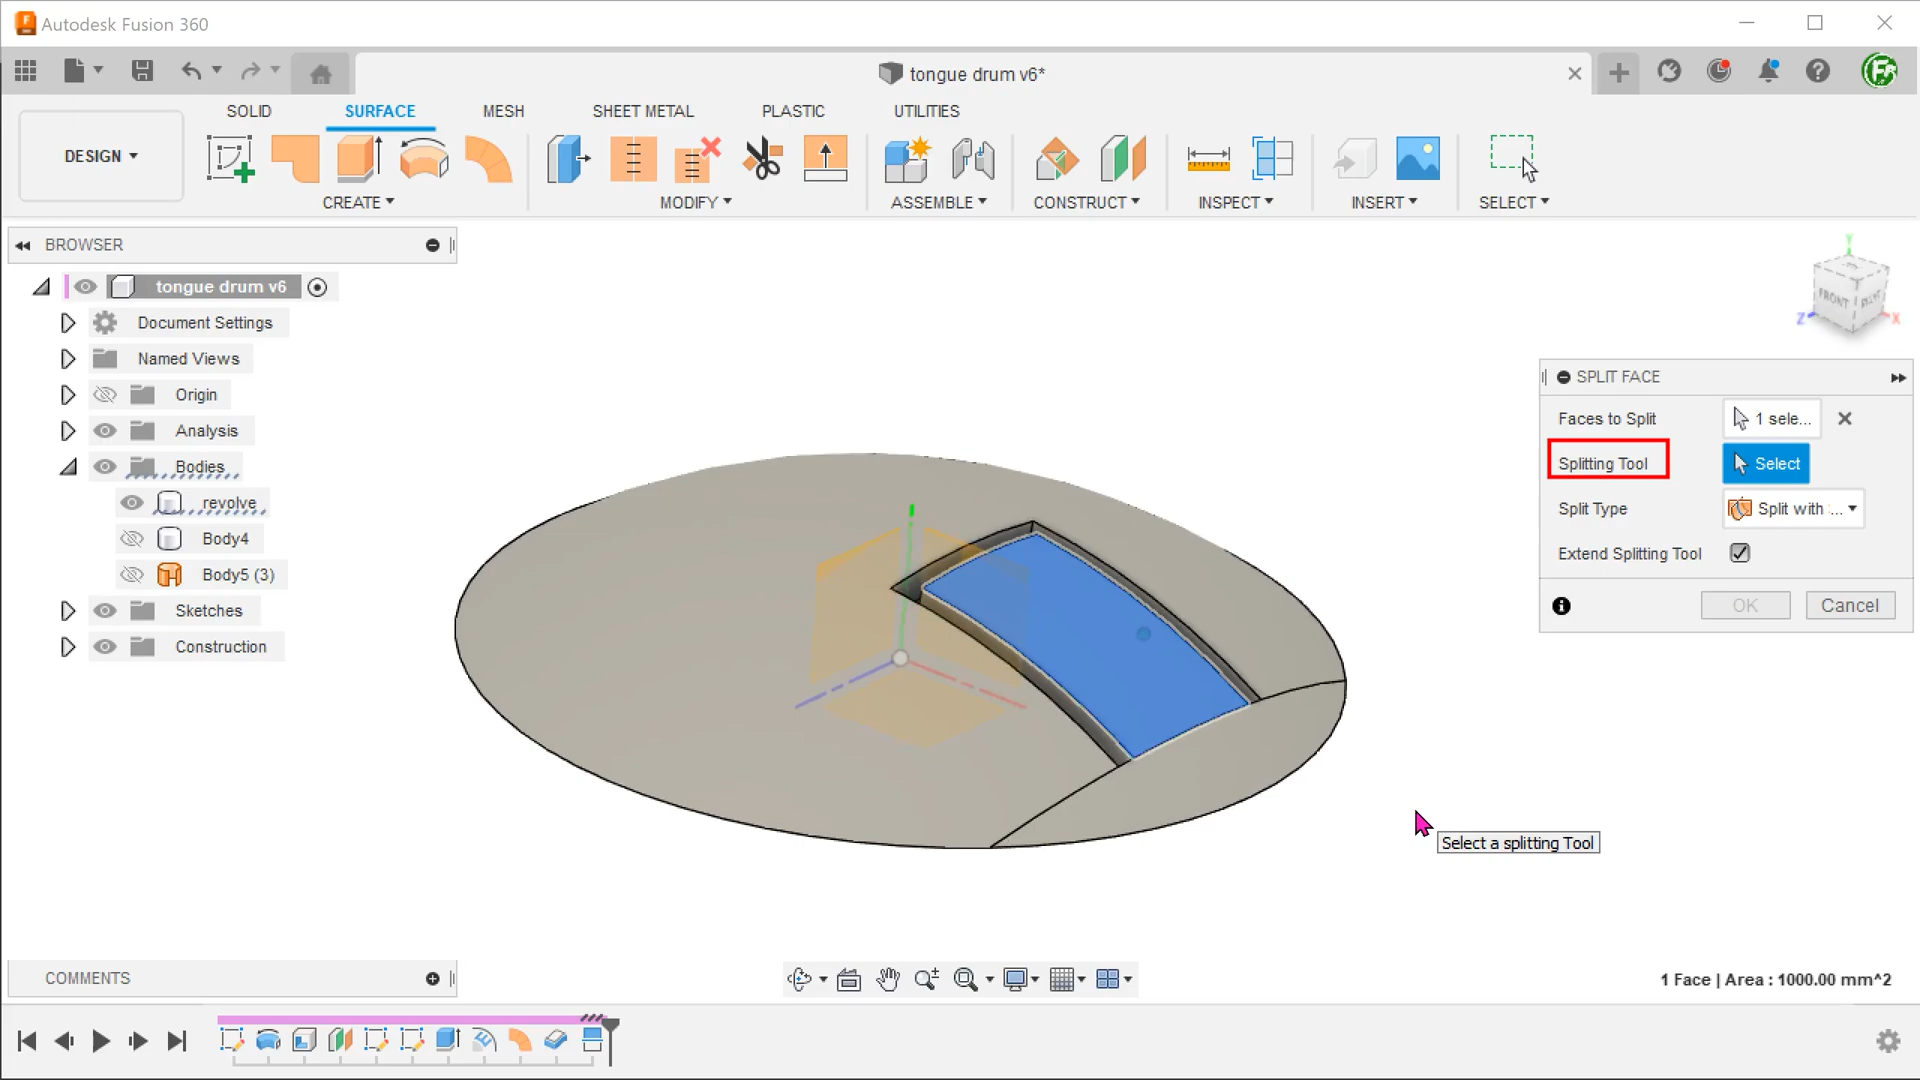 Autodesk Fusion 360
tongue drum v6*
SOLID SURFACE MESH SHEET METAL PLASTIC UTILITIES
DESIGN
CREATE MODIFY ASSEMBLE CONSTRUCT INSPECT INSERT SELECT
BROWSER
tongue drum v6
Document Settings
Named Views
Origin
Analysis
Bodies
revolve
Body4
Body5 (3)
Sketches
Construction
Y
FRONT
Z
X
SPLIT FACE
Faces to Split 1 sele...
Splitting Tool Select
Split Type Split with ...
Extend Splitting Tool
OK Cancel
Select a splitting Tool
COMMENTS
1 Face | Area : 1000.00 mm^2